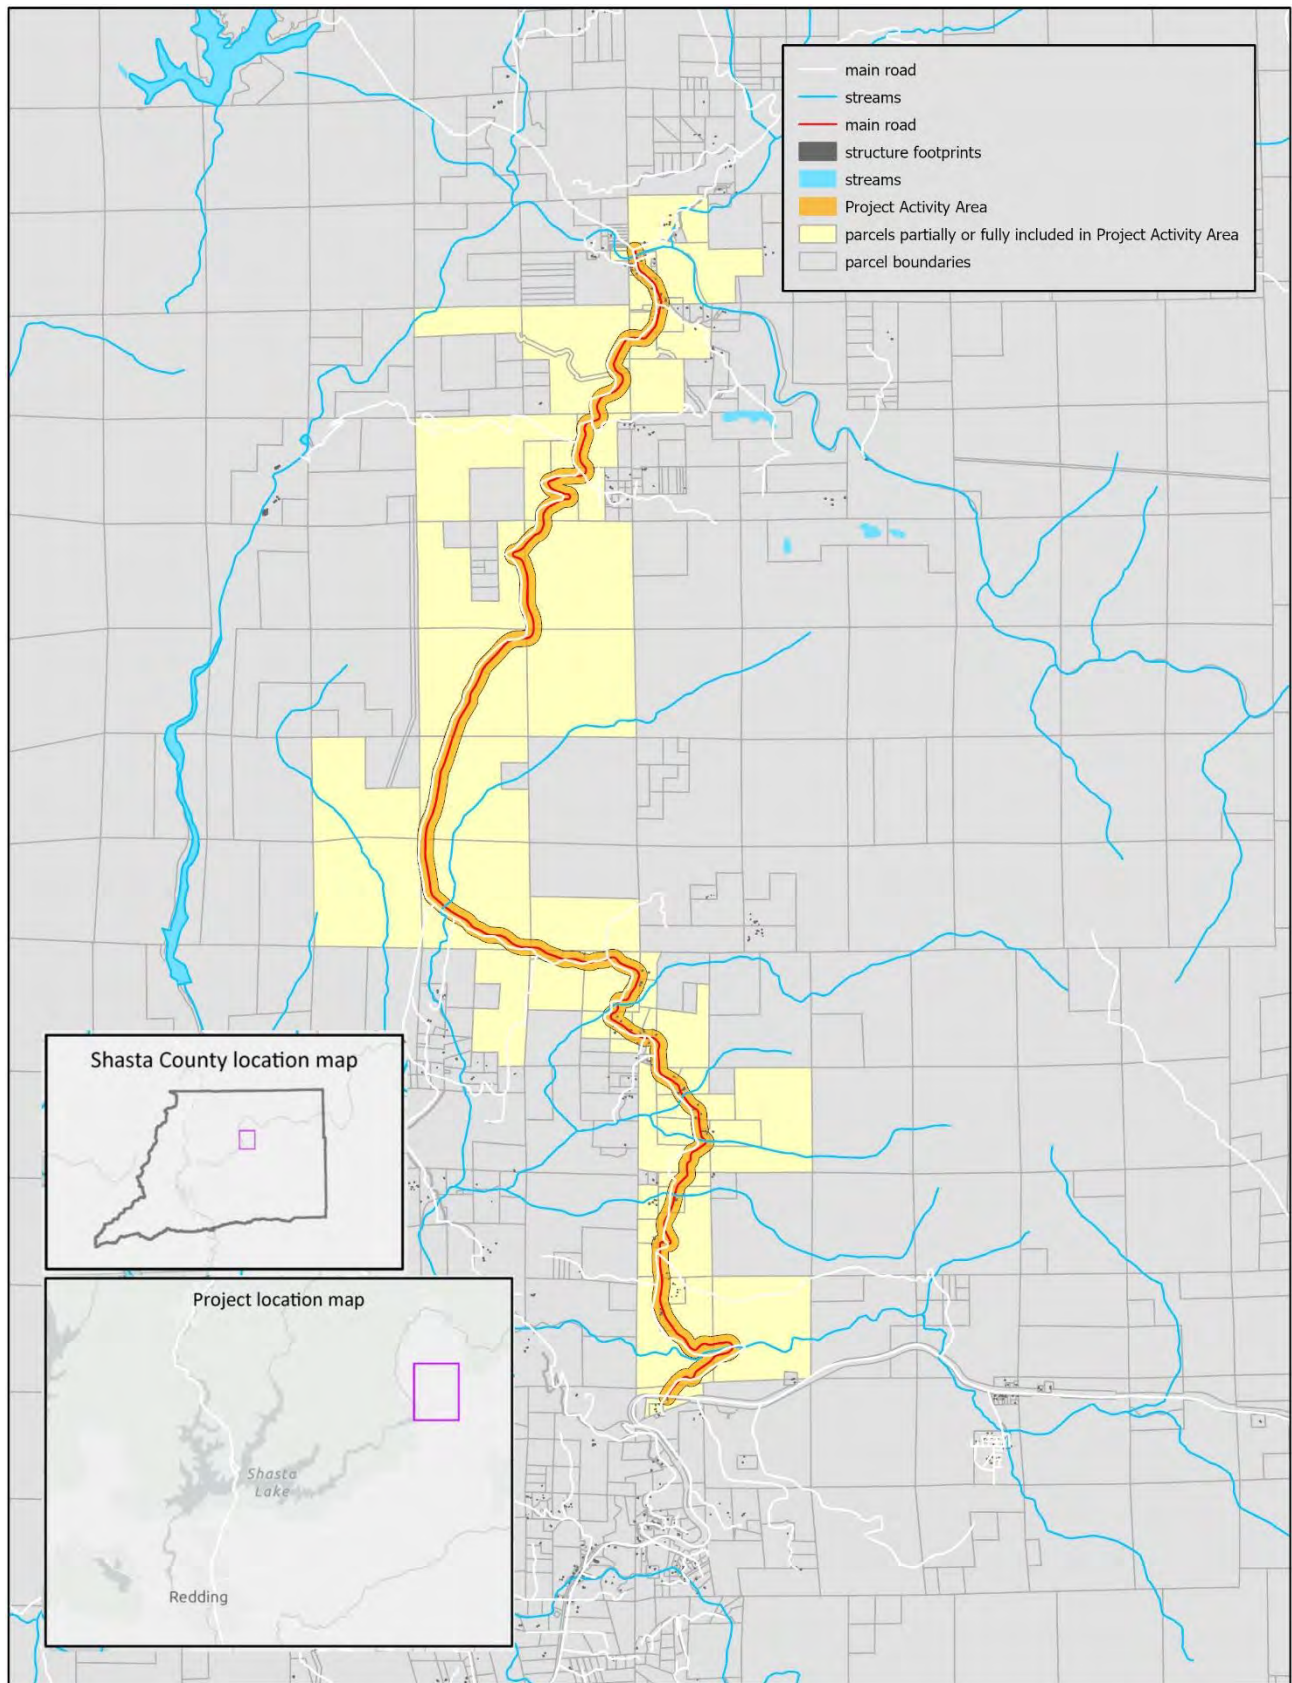 main road
streams
main road
structure footprints
streams
Project Activity Area
parcels partially or fully included in Project Activity Area
parcel boundaries
Shasta County location map
Project location map
Shasta
Lake
Redding